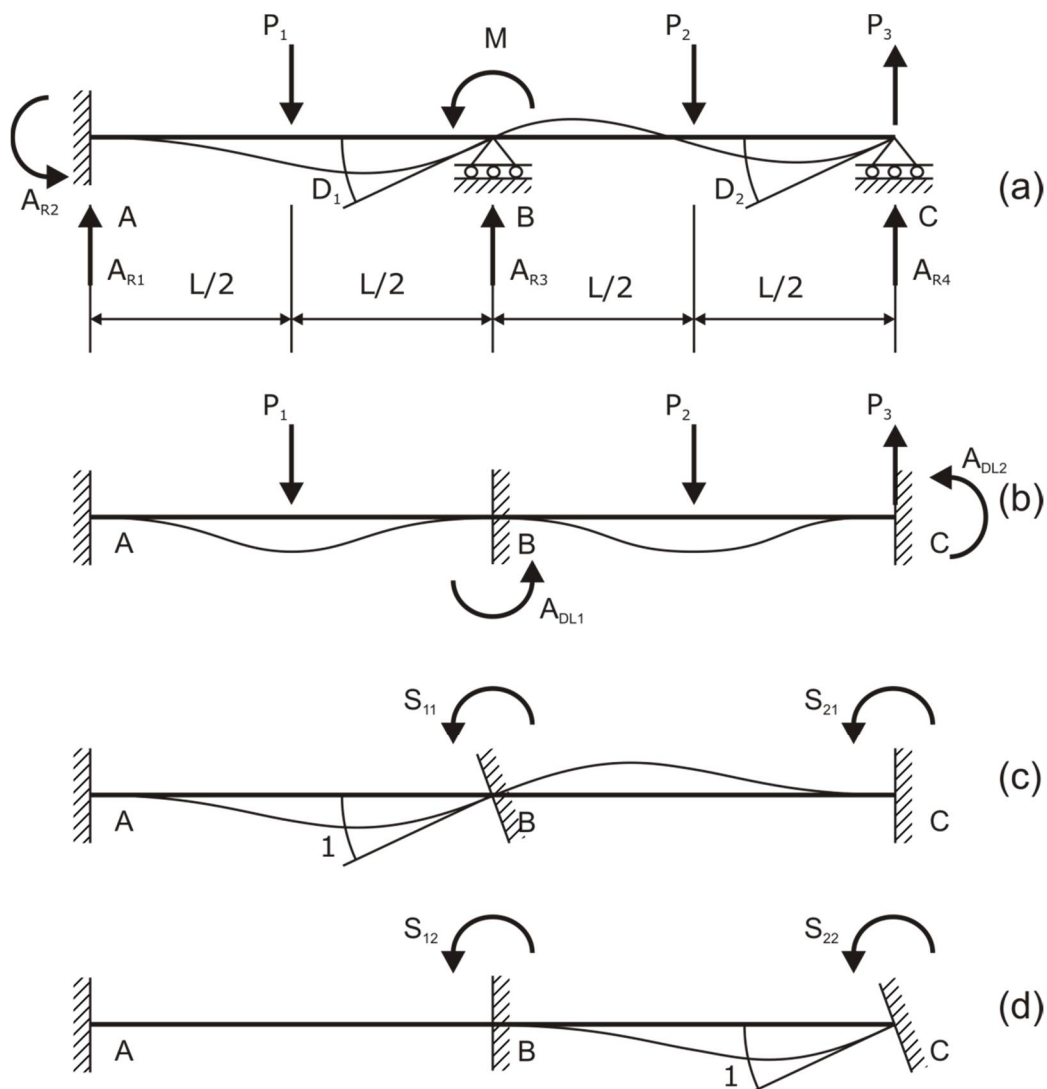 P1 M P2 P3
D1 D2
AR2 A B C (a)
AR1 AR3 AR4
L/2 L/2 L/2 L/2
P1 P2 P3
ADL2
(b)
A B C
ADL1
S11 S21
(c)
A B C
1
S12 S22
(d)
A B C
1